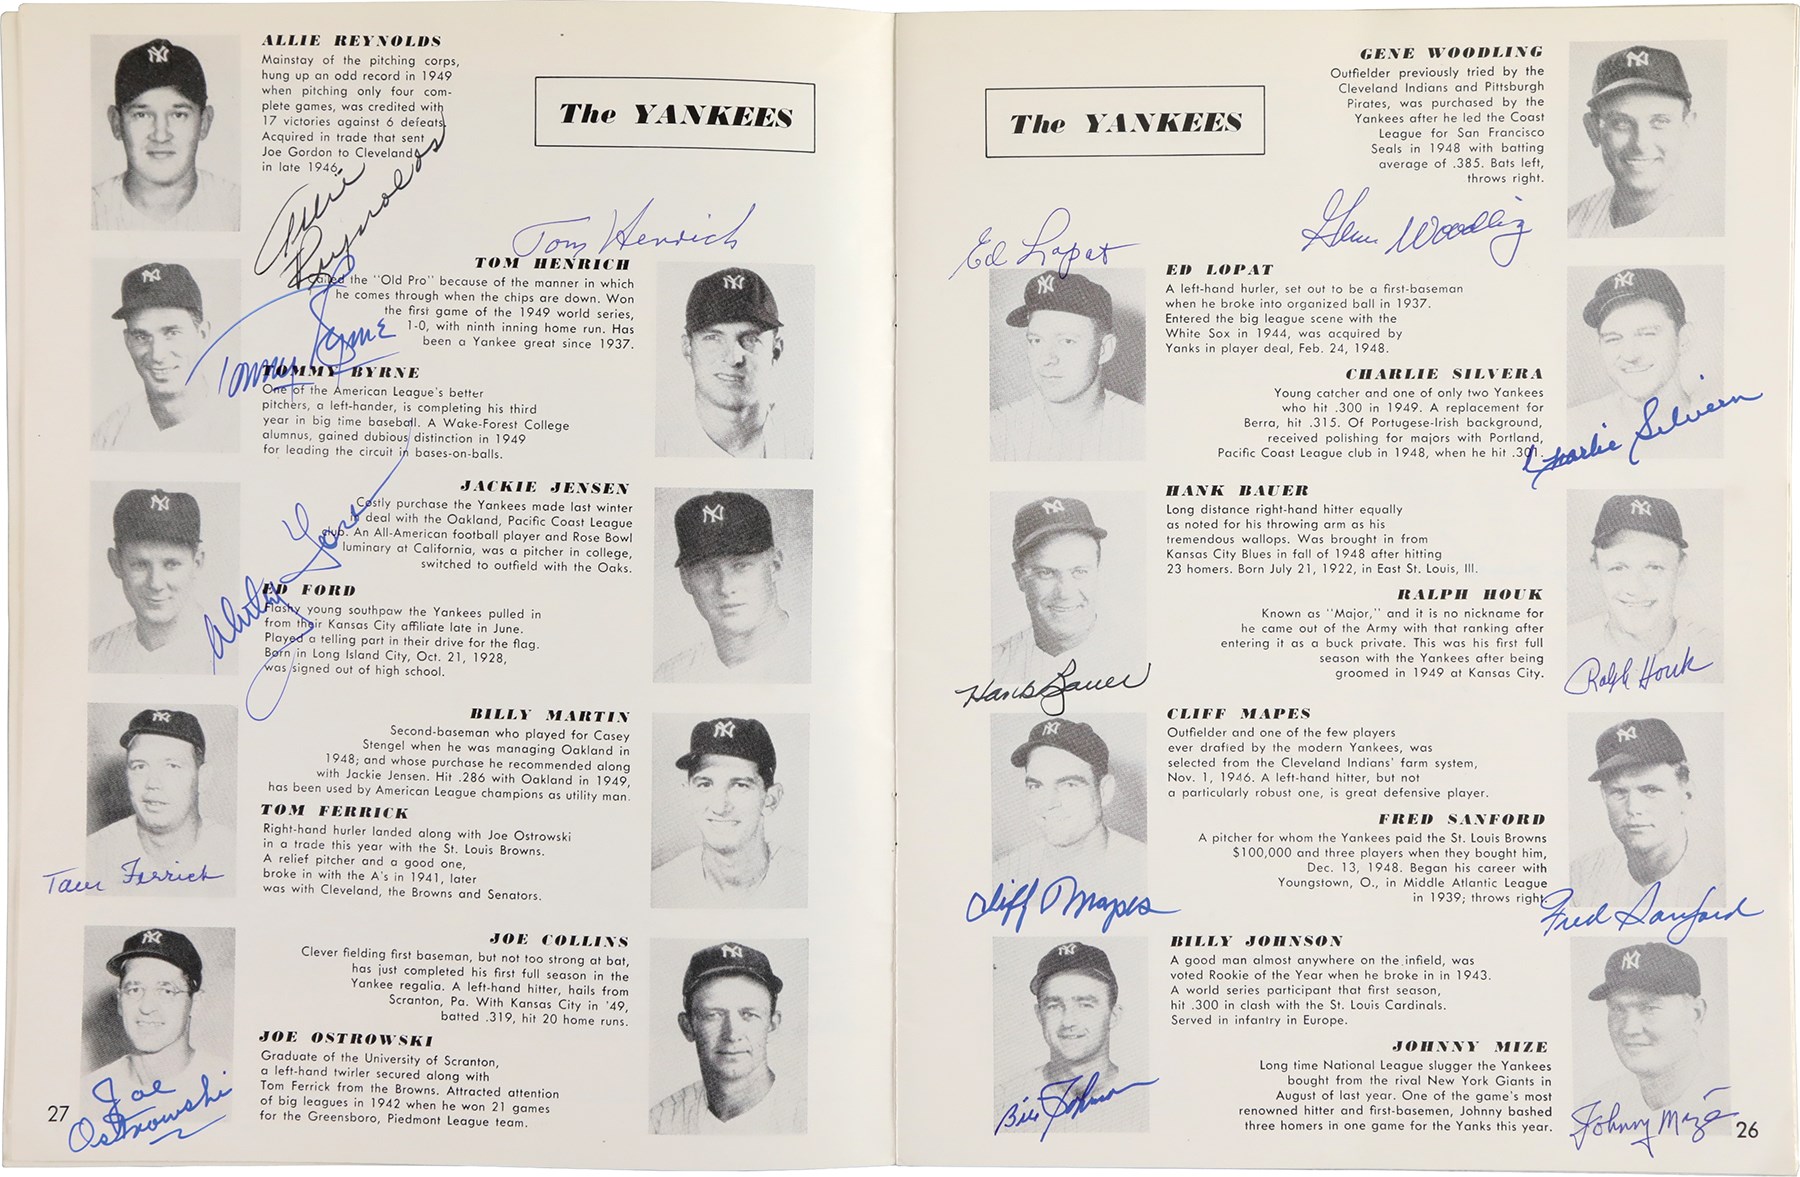 ALLIE REYNOLDS
Mainstay of the pitching corps,
hung up an odd record in 1949
when pitching only four com-
plete games, was credited with
17 victories against 6 defeats.
Acquired in trade that sent
Joe Gordon to Cleveland
in late 1946.
Allie
Reynolds
The YANKEES
Tom Henrich
TOM HENRICH
Called the "Old Pro" because of the manner in which
he comes through when the chips are down. Won
the first game of the 1949 world series,
1-0, with ninth inning home run. Has
been a Yankee great since 1937.
Tommy Byrne
TOMMY BYRNE
One of the American League's better
pitchers, a left-hander, is completing his third
year in big time baseball. A Wake-Forest College
alumnus, gained dubious distinction in 1949
for leading the circuit in bases-on-balls.
JACKIE JENSEN
Costly purchase the Yankees made last winter
in deal with the Oakland, Pacific Coast League
club. An All-American football player and Rose Bowl
luminary at California, was a pitcher in college,
switched to outfield with the Oaks.
Whitey Ford
ED FORD
Flashy young southpaw the Yankees pulled in
from their Kansas City affiliate late in June.
Played a telling part in their drive for the flag.
Born in Long Island City, Oct. 21, 1928,
was signed out of high school.
BILLY MARTIN
Second-baseman who played for Casey
Stengel when he was managing Oakland in
1948; and whose purchase he recommended along
with Jackie Jensen. Hit .286 with Oakland in 1949,
has been used by American League champions as utility man.
TOM FERRICK
Right-hand hurler landed along with Joe Ostrowski
in a trade this year with the St. Louis Browns.
A relief pitcher and a good one,
broke in with the A's in 1941, later
was with Cleveland, the Browns and Senators.
Tom Ferrick
JOE COLLINS
Clever fielding first baseman, but not too strong at bat,
has just completed his first full season in the
Yankee regalia. A left-hand hitter, hails from
Scranton, Pa. With Kansas City in '49,
batted .319, hit 20 home runs.
JOE OSTROWSKI
Graduate of the University of Scranton,
a left-hand twirler secured along with
Tom Ferrick from the Browns. Attracted attention
of big leagues in 1942 when he won 21 games
for the Greensboro, Piedmont League team.
Joe
Ostrowski
27
The YANKEES
GENE WOODLING
Outfielder previously tried by the
Cleveland Indians and Pittsburgh
Pirates, was purchased by the
Yankees after he led the Coast
League for San Francisco
Seals in 1948 with batting
average of .385. Bats left,
throws right.
Gene Woodling
Ed Lopat
ED LOPAT
A left-hand hurler, set out to be a first-baseman
when he broke into organized ball in 1937.
Entered the big league scene with the
White Sox in 1944, was acquired by
Yanks in player deal, Feb. 24, 1948.
CHARLIE SILVERA
Young catcher and one of only two Yankees
who hit .300 in 1949. A replacement for
Berra, hit .315. Of Portugese-Irish background,
received polishing for majors with Portland,
Pacific Coast League club in 1948, when he hit .301.
Charlie Silvera
HANK BAUER
Long distance right-hand hitter equally
as noted for his throwing arm as his
tremendous wallops. Was brought in from
Kansas City Blues in fall of 1948 after hitting
23 homers. Born July 21, 1922, in East St. Louis, Ill.
Hank Bauer
RALPH HOUK
Known as "Major," and it is no nickname for
he came out of the Army with that ranking after
entering it as a buck private. This was his first full
season with the Yankees after being
groomed in 1949 at Kansas City.
Ralph Houk
CLIFF MAPES
Outfielder and one of the few players
ever drafted by the modern Yankees, was
selected from the Cleveland Indians' farm system,
Nov. 1, 1946. A left-hand hitter, but not
a particularly robust one, is great defensive player.
Cliff Mapes
FRED SANFORD
A pitcher for whom the Yankees paid the St. Louis Browns
$100,000 and three players when they bought him,
Dec. 13, 1948. Began his career with
Youngstown, O., in Middle Atlantic League
in 1939; throws right.
Fred Sanford
BILLY JOHNSON
A good man almost anywhere on the infield, was
voted Rookie of the Year when he broke in in 1943.
A world series participant that first season,
hit .300 in clash with the St. Louis Cardinals.
Served in infantry in Europe.
Bill Johnson
JOHNNY MIZE
Long time National League slugger the Yankees
bought from the rival New York Giants in
August of last year. One of the game's most
renowned hitter and first-basemen, Johnny bashed
three homers in one game for the Yanks this year.
Johnny Mize
26